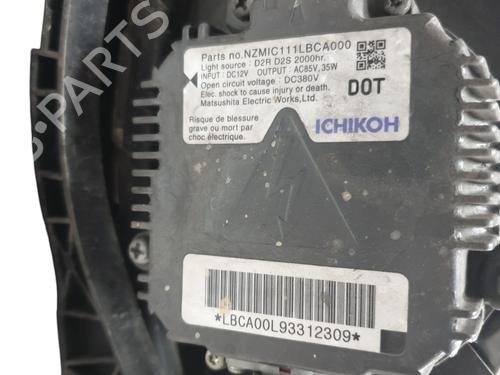 Parts no.NZMIC111LBCA000
Light source : D2R D2S 2000hr.
INPUT : DC12V OUTPUT : AC85V, 35W
Open circuit voltage : DC380V
Elec. shock to cause injury or death.
Matsushita Electric Works, Ltd.
DOT
Risque de blessure
grave ou mort par
choc électrique.
ICHIKOH
*LBCA00L93312309*
B-Parts